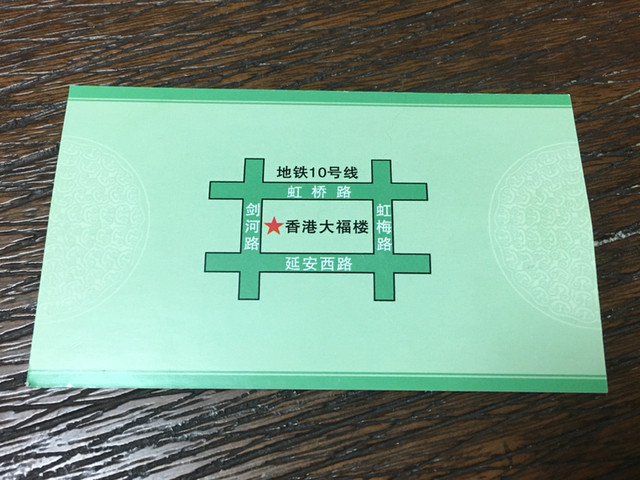 地铁10号线
虹桥路
剑河路
★香港大福楼
虹梅路
延安西路